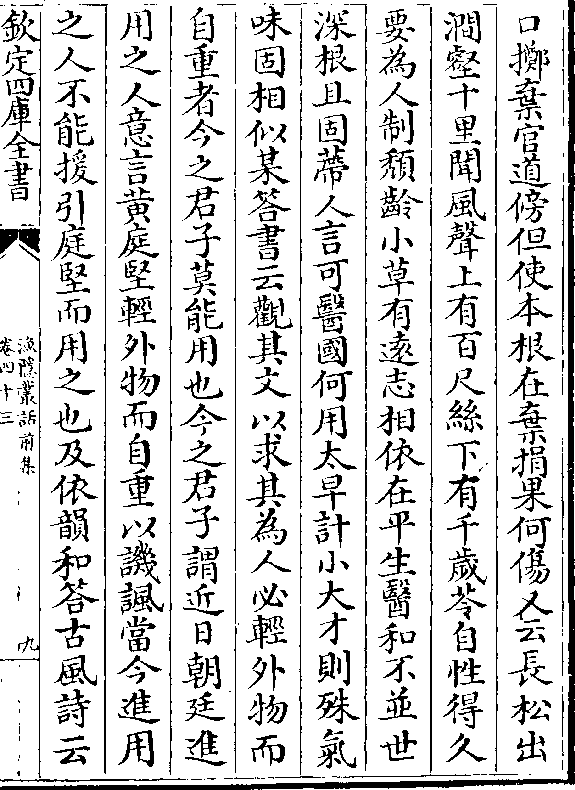 口擲棄官道傍但使本根在棄捐果何傷又云長松出
澗壑十里聞風聲上有百尺絲下有千歲苓自性得久
要為人制頽齡小草有遠志相依在平生醫和不並世
深根且固蔕人言可醫國何用太早計小大才則殊氣
味固相似某答書云觀其文以求其為人必輕外物而
自重者今之君子莫能用也今之君子謂近日朝廷進
用之人意言黄庭堅輕外物而自重以譏諷當今進用
之人不能援引庭堅而用之也及依韻和答古風詩云
欽定四庫全書
漁隱叢話前集
卷四十三
九